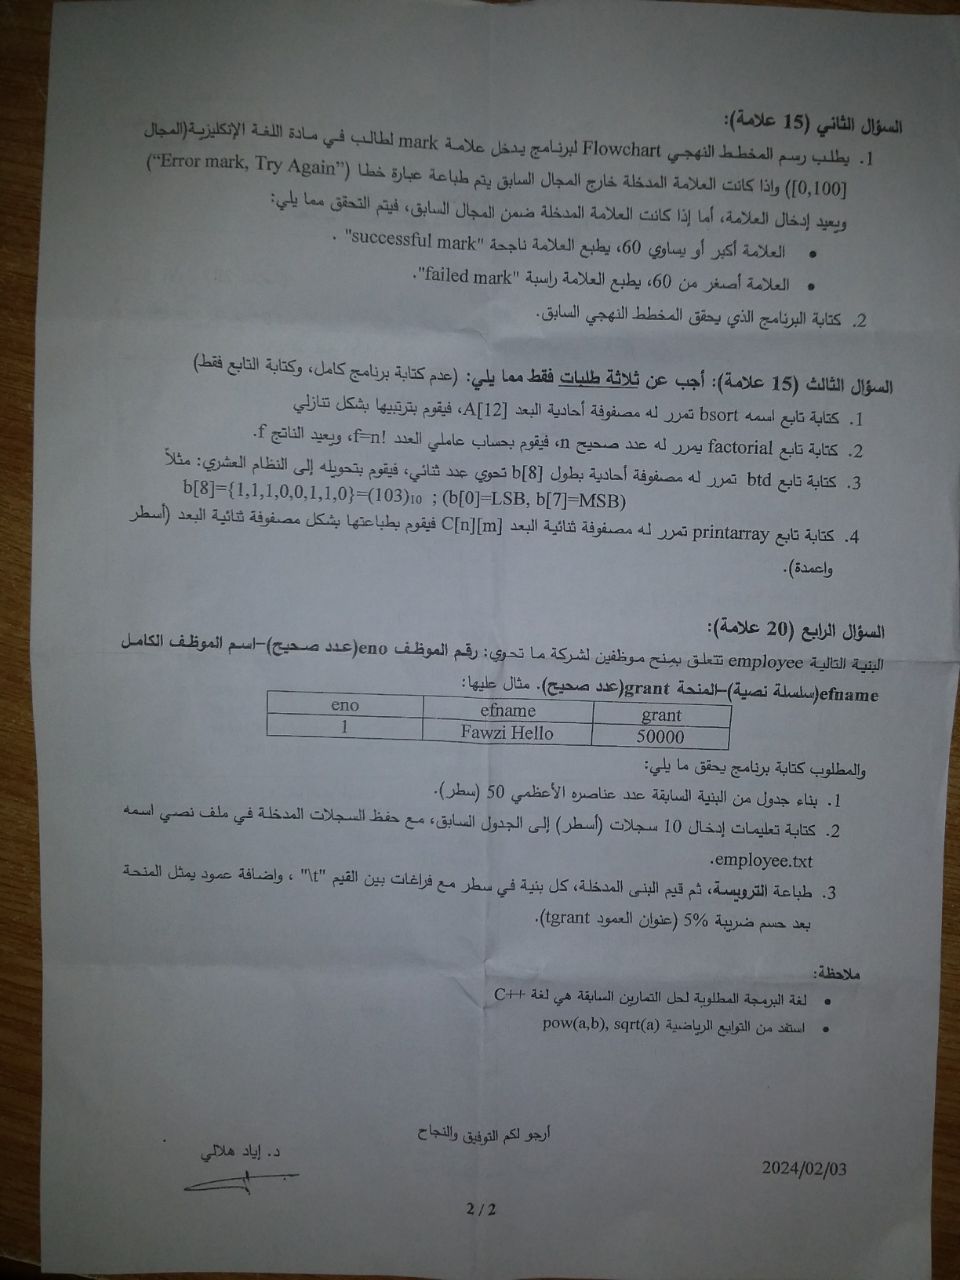 السؤال الثاني (15 علامة):
1. يطلب رسم المخطط النهجي Flowchart لبرنامج يدخل علامة mark لطالب في مادة اللغة الإنكليزية(المجال
[0,100]) واذا كانت العلامة المدخلة خارج المجال السابق يتم طباعة عبارة خطا ("Error mark, Try Again")
ويعيد إدخال العلامة، أما إذا كانت العلامة المدخلة ضمن المجال السابق، فيتم التحقق مما يلي:
• العلامة أكبر أو يساوي 60، يطبع العلامة ناجحة "successful mark" .
• العلامة أصغر من 60، يطبع العلامة راسبة "failed mark".
2. كتابة البرنامج الذي يحقق المخطط النهجي السابق.
السؤال الثالث (15 علامة): أجب عن ثلاثة طلبات فقط مما يلي: (عدم كتابة برنامج كامل، وكتابة التابع فقط)
1. كتابة تابع اسمه bsort تمرر له مصفوفة أحادية البعد A[12]، فيقوم بترتيبها بشكل تنازلي
2. كتابة تابع factorial يمرر له عدد صحيح n، فيقوم بحساب عاملي العدد f=n!، ويعيد الناتج f.
3. كتابة تابع btd تمرر له مصفوفة أحادية بطول b[8] تحوي عدد ثنائي، فيقوم بتحويله إلى النظام العشري: مثلاً
b[8]={1,1,1,0,0,1,1,0}=(103)₁₀ ; (b[0]=LSB, b[7]=MSB)
4. كتابة تابع printarray تمرر له مصفوفة ثنائية البعد C[n][m] فيقوم بطباعتها بشكل مصفوفة ثنائية البعد (أسطر
واعمدة).
السؤال الرابع (20 علامة):
البنية التالية employee تتعلق بمنح موظفين لشركة ما تحوي: رقم الموظف eno(عدد صحيح)–اسم الموظف الكامل
efname(سلسلة نصية)–المنحة grant(عدد صحيح). مثال عليها:
eno efname grant
1 Fawzi Hello 50000
والمطلوب كتابة برنامج يحقق ما يلي:
1. بناء جدول من البنية السابقة عدد عناصره الأعظمي 50 (سطر).
2. كتابة تعليمات إدخال 10 سجلات (أسطر) إلى الجدول السابق، مع حفظ السجلات المدخلة في ملف نصي اسمه
employee.txt.
3. طباعة الترويسة، ثم قيم البنى المدخلة، كل بنية في سطر مع فراغات بين القيم "\t" ، واضافة عمود يمثل المنحة
بعد حسم ضريبة 5% (عنوان العمود tgrant).
ملاحظة:
• لغة البرمجة المطلوبة لحل التمارين السابقة هي لغة C++
• استفد من التوابع الرياضية pow(a,b), sqrt(a)
أرجو لكم التوفيق والنجاح
د. إياد هلالي
2024/02/03
2 / 2